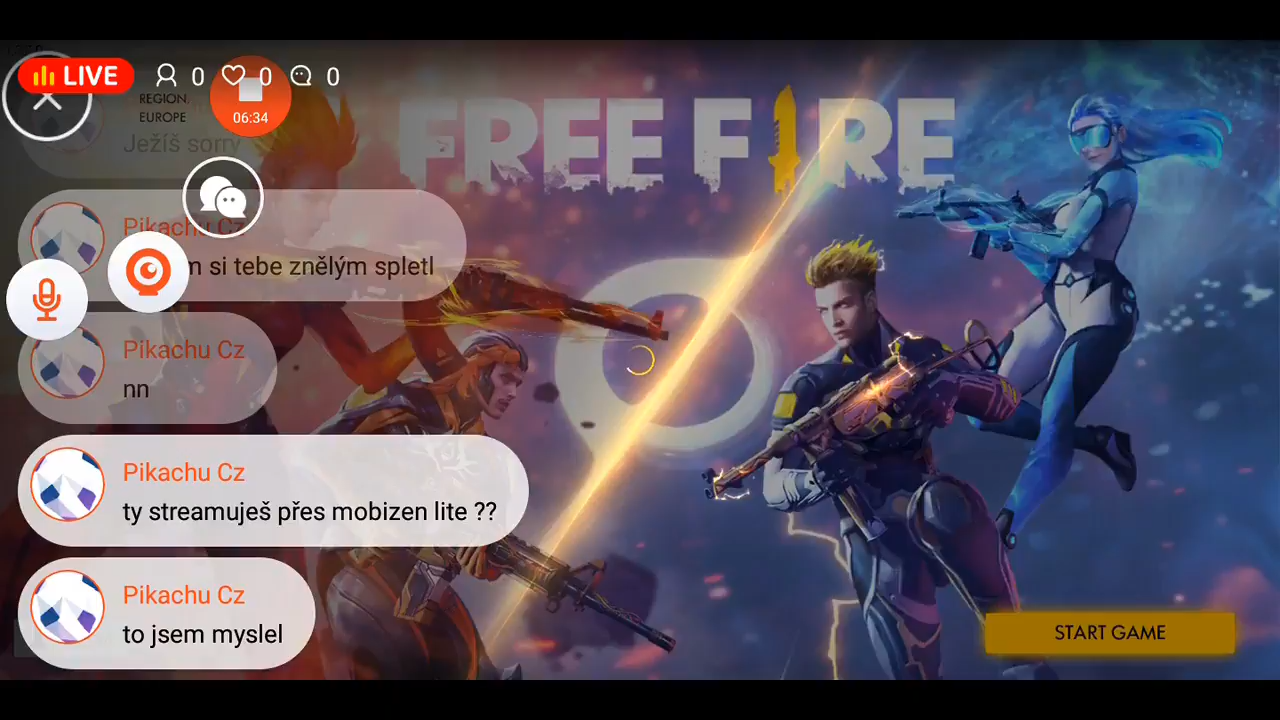 LIVE
0
0
0
REGION:
EUROPE
06:34
Ježíš sorry
FREE FIRE
Pikachu Cz
m si tebe znělým spletl
Pikachu Cz
nn
Pikachu Cz
ty streamuješ přes mobizen lite ??
Pikachu Cz
to jsem myslel
START GAME